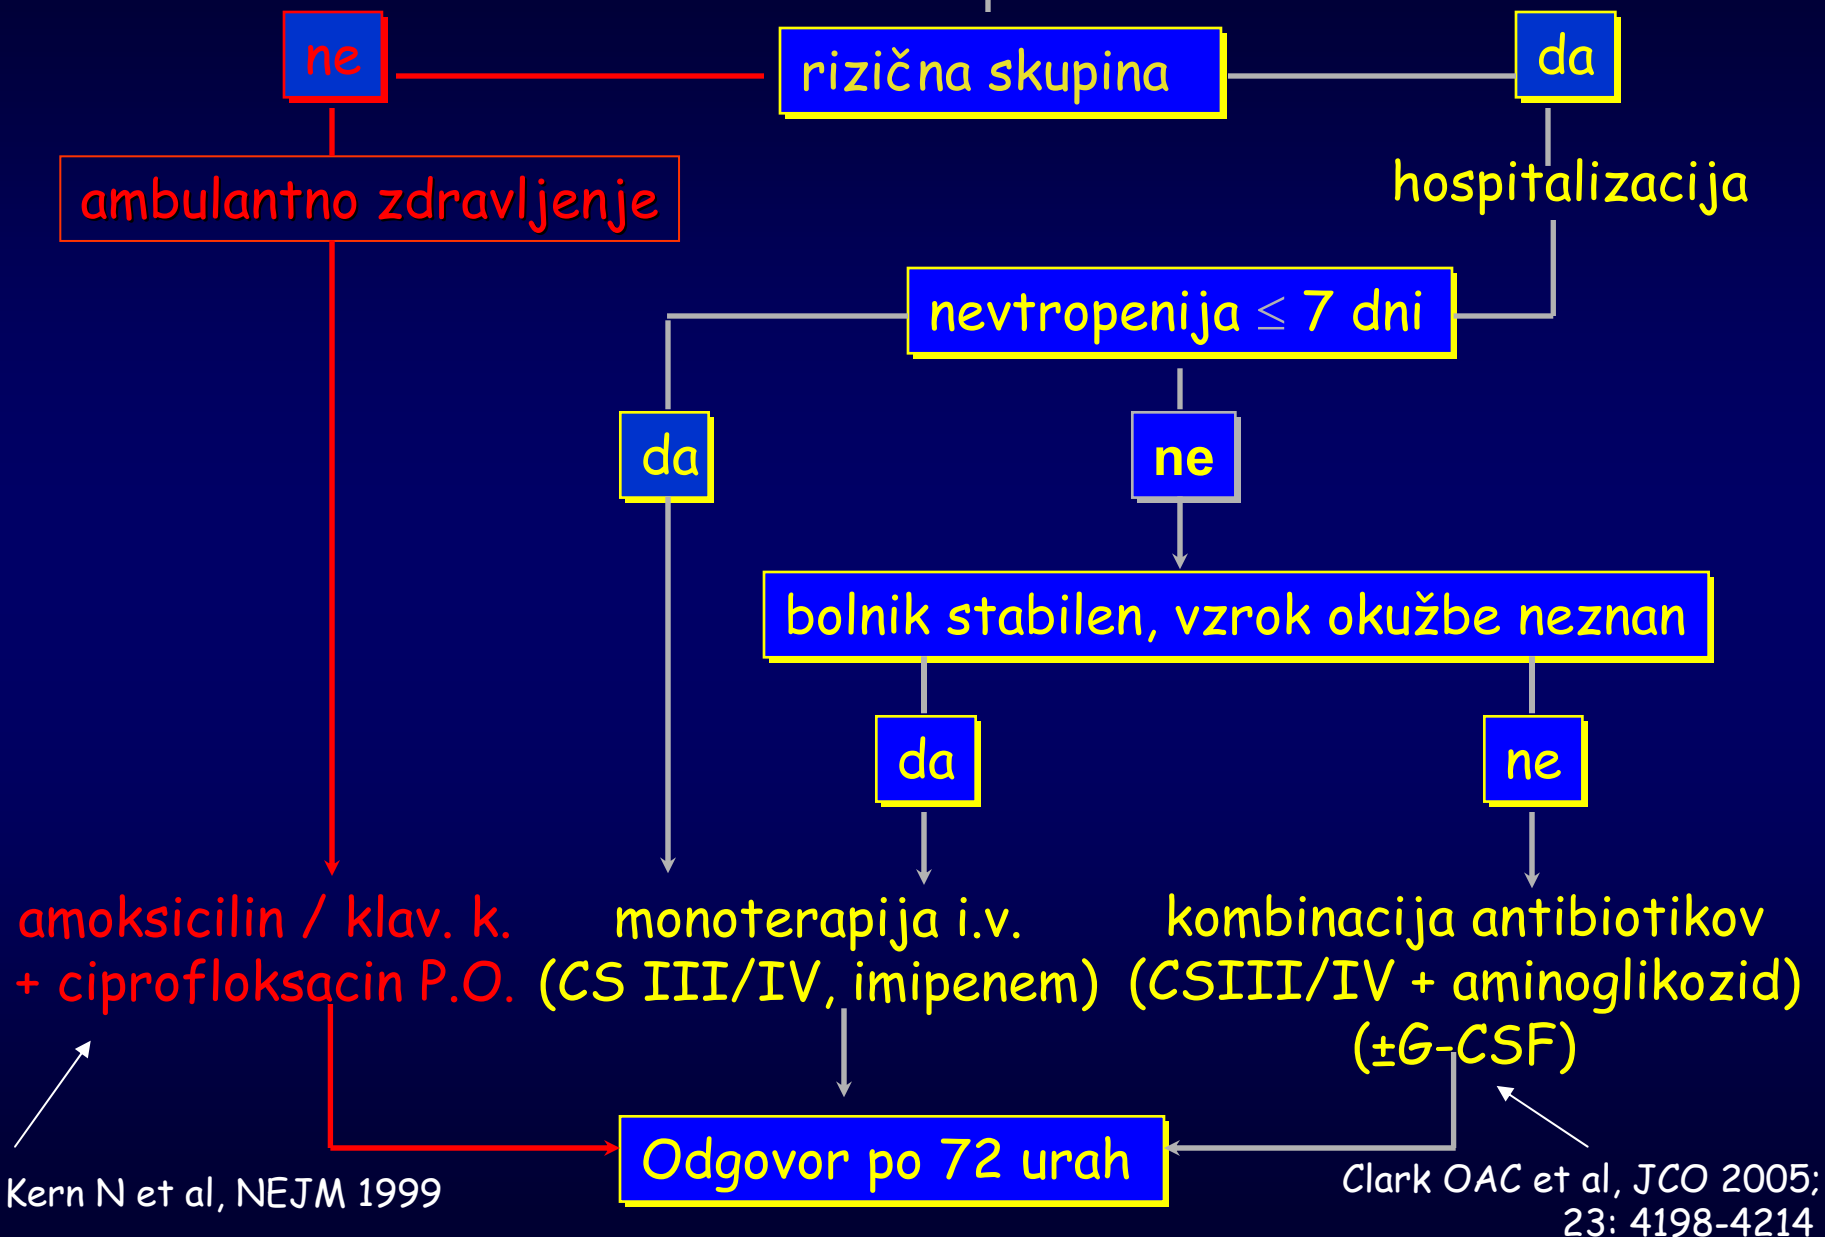 ne
rizična skupina
da
ambulantno zdravljenje
hospitalizacija
nevtropenija ≤ 7 dni
da
ne
bolnik stabilen, vzrok okužbe neznan
da
ne
amoksicilin / klav. k.
+ ciprofloksacin P.O.
monoterapija i.v.
(CS III/IV, imipenem)
kombinacija antibiotikov
(CSIII/IV + aminoglikozid)
(±G-CSF)
Odgovor po 72 urah
Kern N et al, NEJM 1999
Clark OAC et al, JCO 2005;
23: 4198-4214